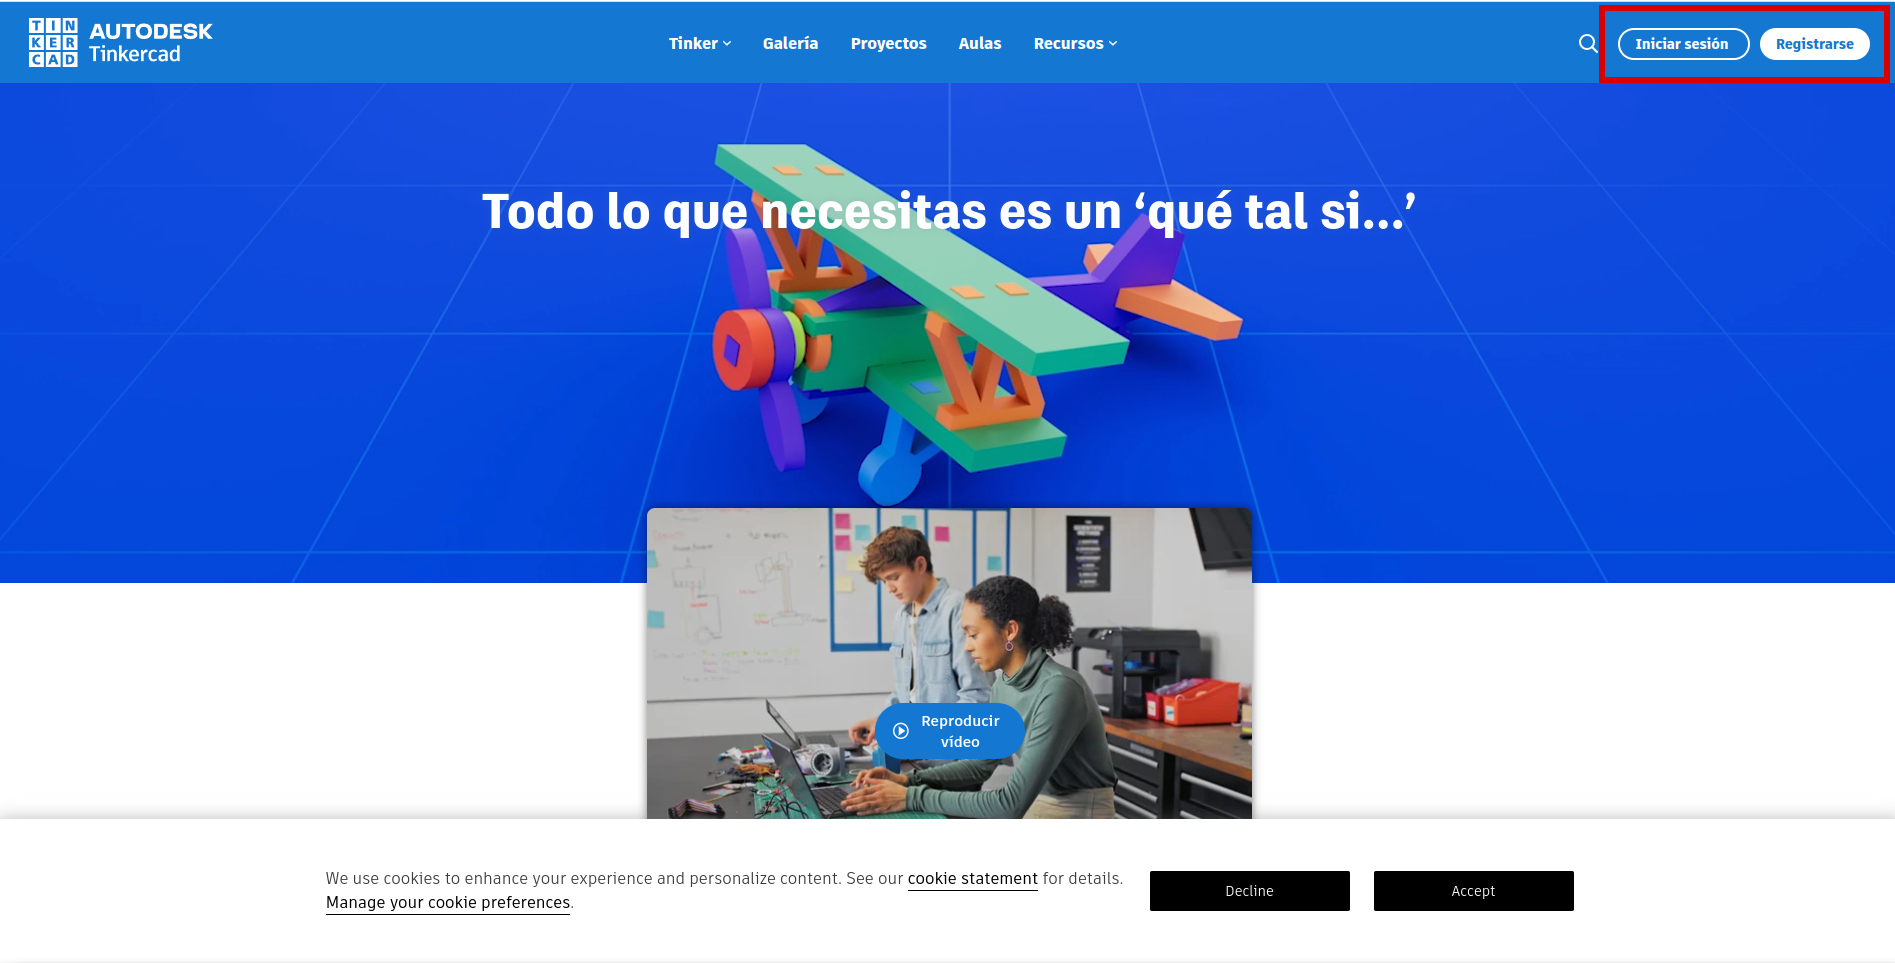 TIN
KER
CAD
AUTODESK
Tinkercad
Tinker
Galería
Proyectos
Aulas
Recursos
Iniciar sesión
Registrarse
Todo lo que necesitas es un ‘qué tal si...’
Reproducir
vídeo
We use cookies to enhance your experience and personalize content. See our cookie statement for details.
Manage your cookie preferences.
Decline
Accept